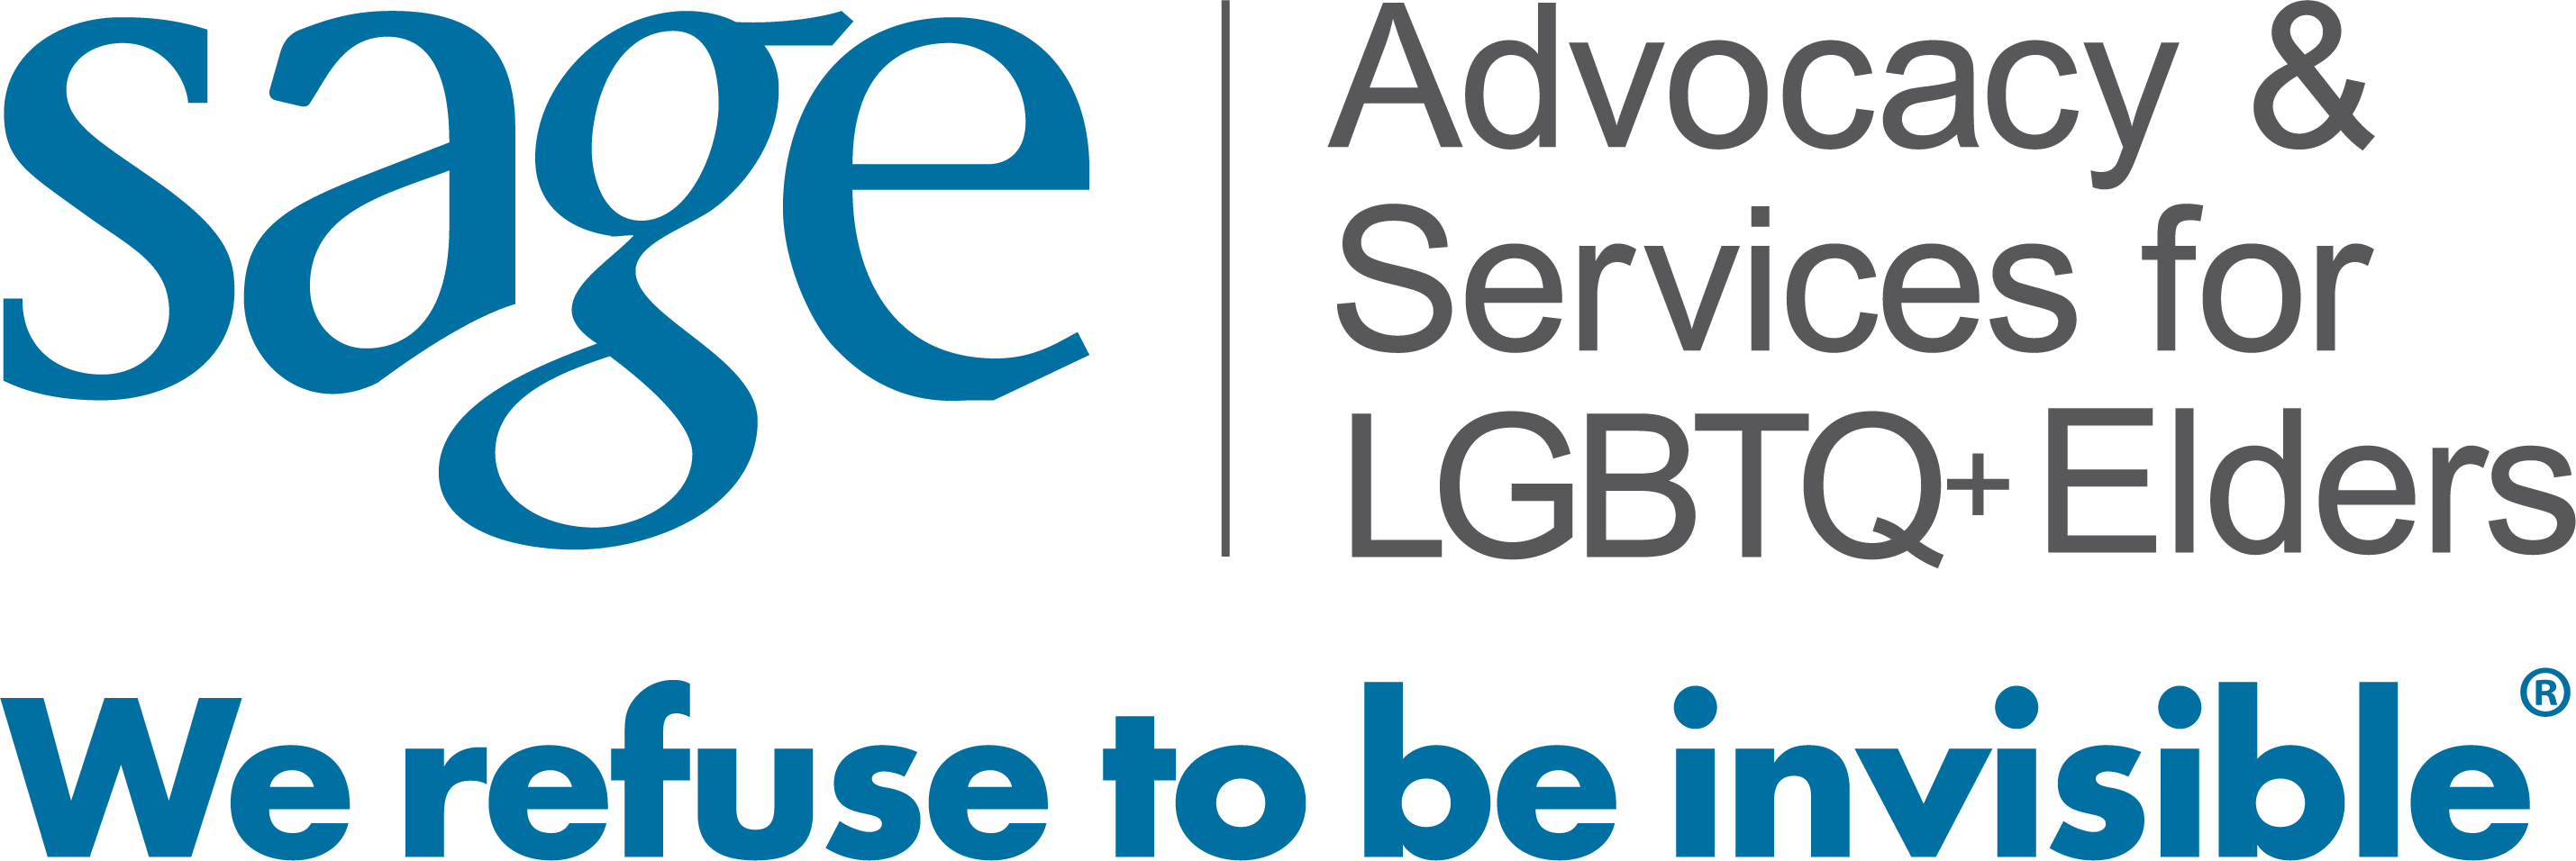 sage
Advocacy &
Services for
LGBTQ+ Elders
We refuse to be invisible®